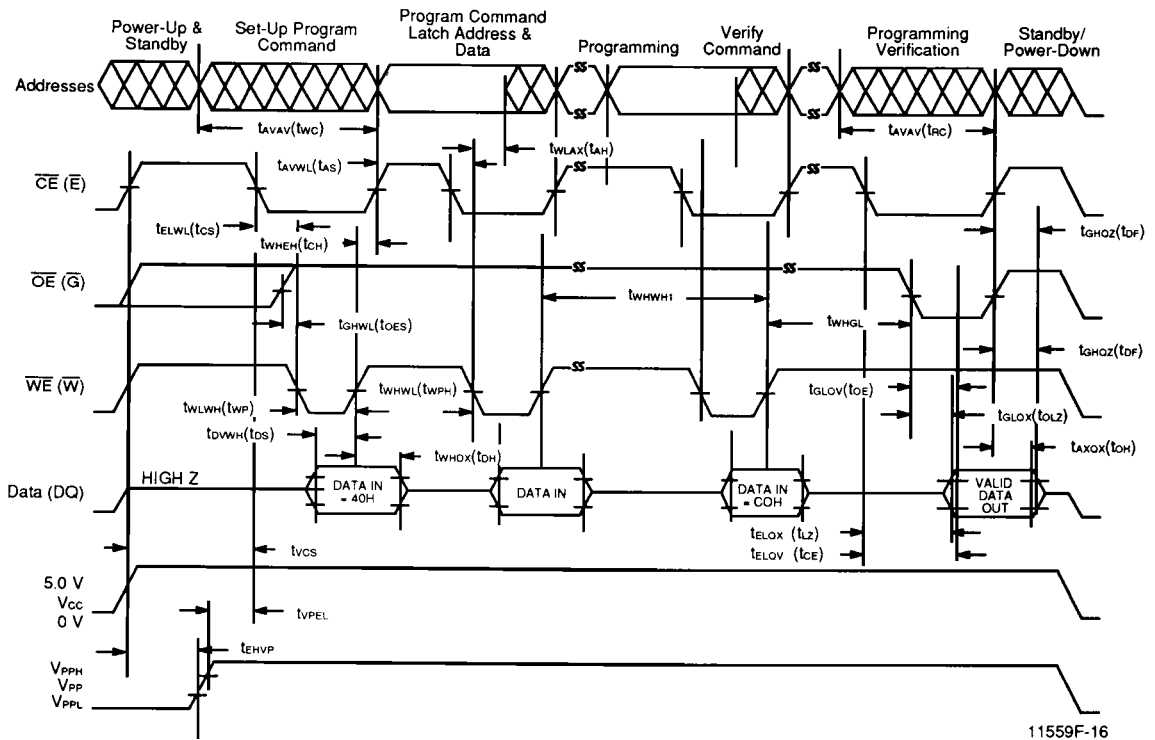 Power-Up &
Standby
Set-Up Program
Command
Program Command
Latch Address &
Data
Programming
Verify
Command
Programming
Verification
Standby/
Power-Down
Addresses
tAVAV(tWC)
tWLAX(tAH)
tAVAV(tRC)
tAVWL(tAS)
CE (E)
tELWL(tCS)
tWHEH(tCH)
tGHQZ(tDF)
OE (G)
tWHWH1
tGHWL(tOES)
tWHGL
tGHQZ(tDF)
WE (W)
tWHWL(tWPH)
tGLQV(tOE)
tWLWH(tWP)
tGLQX(tOLZ)
tDVWH(tDS)
tWHDX(tDH)
tAXQX(tOH)
HIGH Z
Data (DQ)
DATA IN
= 40H
DATA IN
DATA IN
= C0H
VALID
DATA
OUT
tELQX (tLZ)
tVCS
tELQV (tCE)
5.0 V
VCC
0 V
tVPEL
tEHVP
VPPH
VPP
VPPL
11559F-16